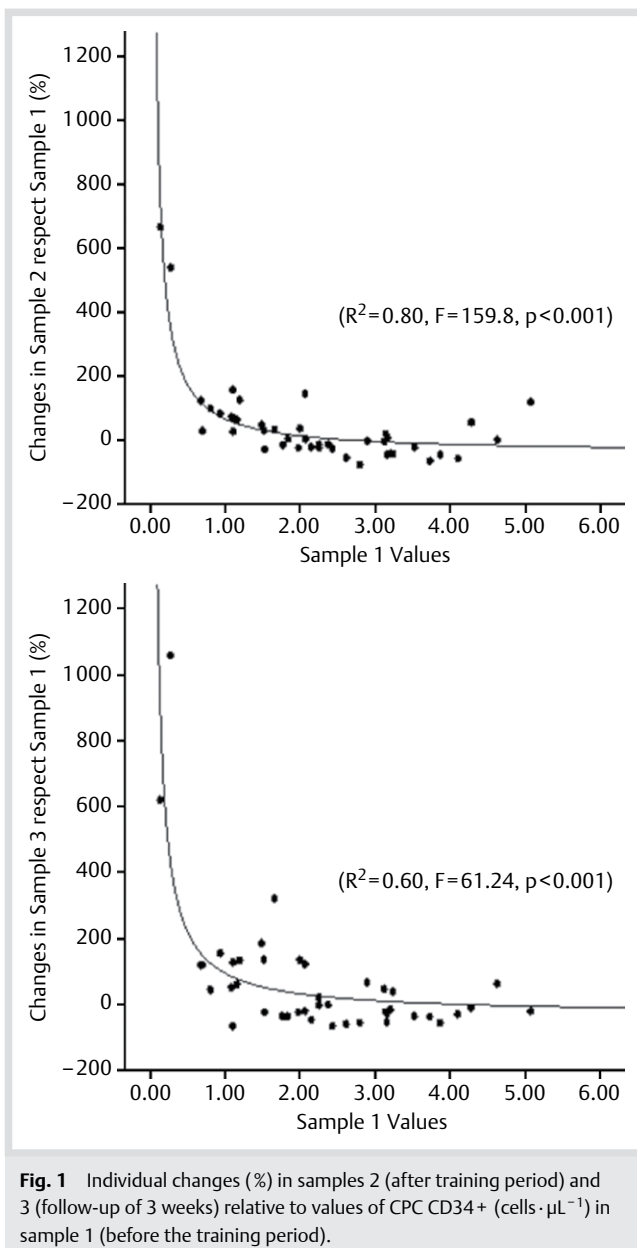 1200
1000
800
600
400
200
0
−200
Changes in Sample 2 respect Sample 1 (%)
(R²=0.80, F=159.8, p<0.001)
0.00 1.00 2.00 3.00 4.00 5.00 6.00
Sample 1 Values
1200
1000
800
600
400
200
0
−200
Changes in Sample 3 respect Sample 1 (%)
(R²=0.60, F=61.24, p<0.001)
0.00 1.00 2.00 3.00 4.00 5.00 6.00
Sample 1 Values
Fig. 1 Individual changes (%) in samples 2 (after training period) and
3 (follow-up of 3 weeks) relative to values of CPC CD34+ (cells·µL⁻¹) in
sample 1 (before the training period).